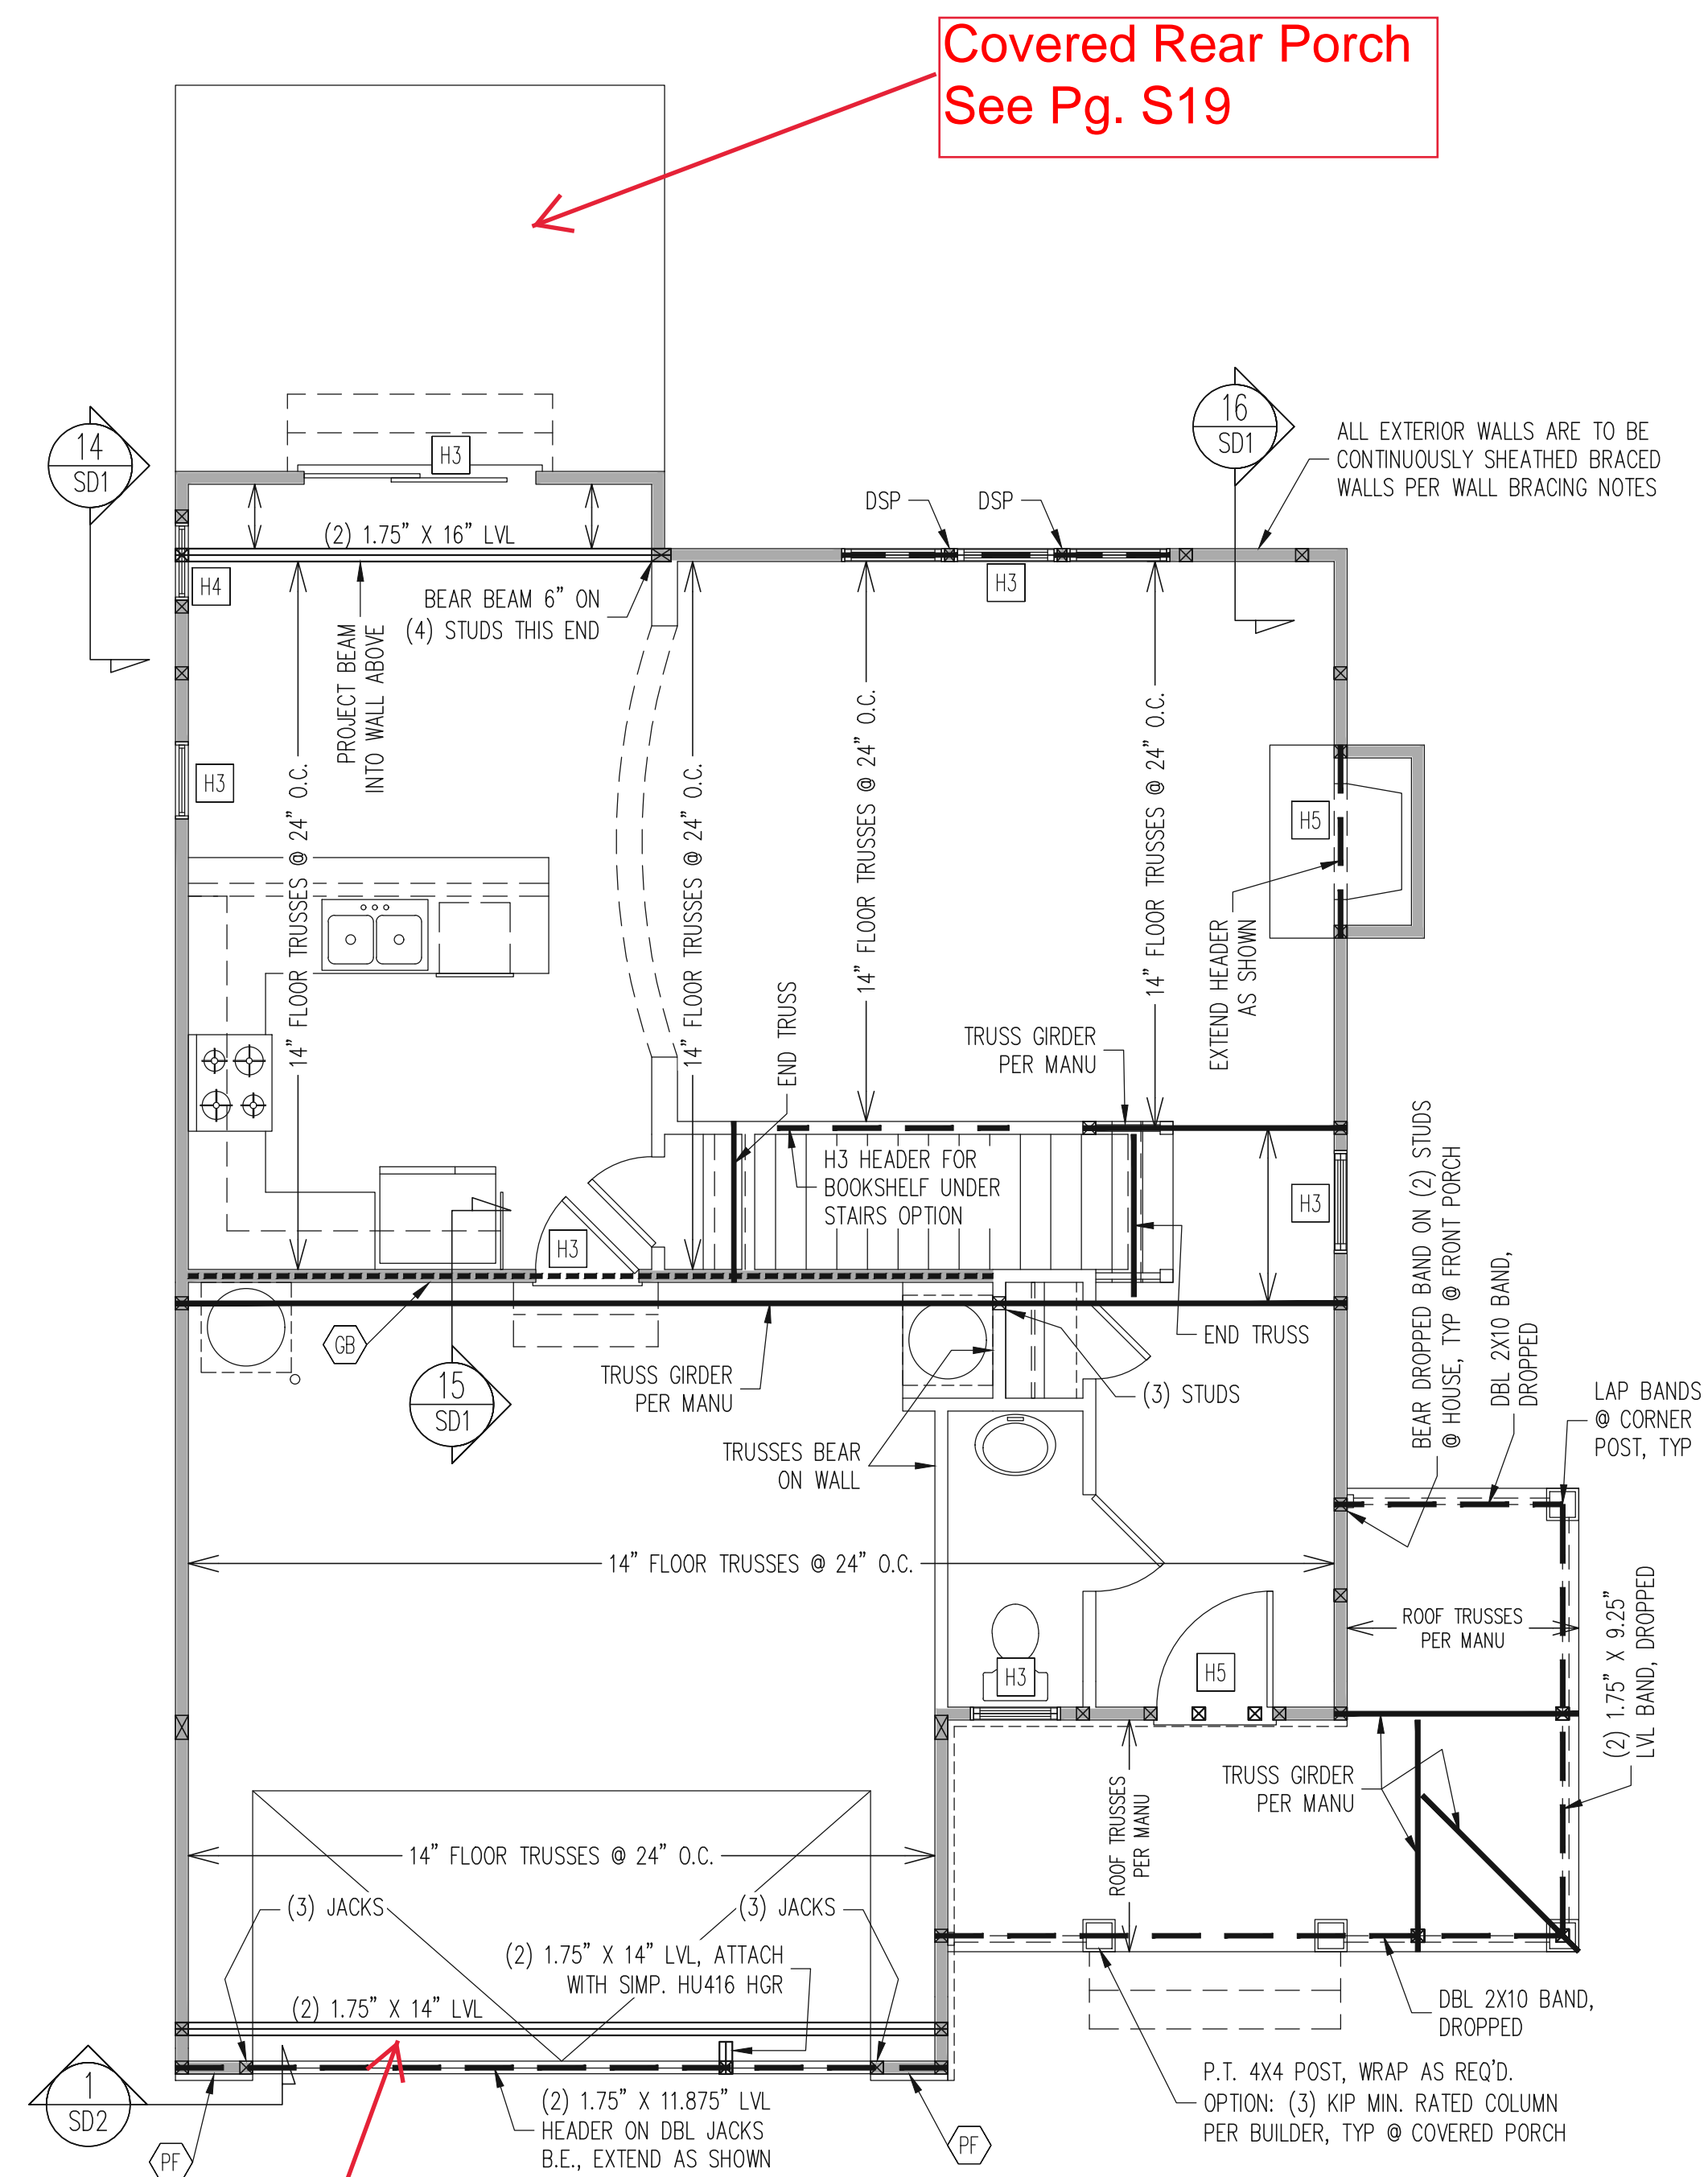 Covered Rear Porch
See Pg. S19
14
SD1
H3
16
SD1
ALL EXTERIOR WALLS ARE TO BE
CONTINUOUSLY SHEATHED BRACED
WALLS PER WALL BRACING NOTES
DSP
DSP
(2) 1.75” X 16” LVL
H4
H3
BEAR BEAM 6” ON
(4) STUDS THIS END
PROJECT BEAM
INTO WALL ABOVE
14” FLOOR TRUSSES @ 24” O.C.
14” FLOOR TRUSSES @ 24” O.C.
14” FLOOR TRUSSES @ 24” O.C.
14” FLOOR TRUSSES @ 24” O.C.
H3
H5
EXTEND HEADER
AS SHOWN
END TRUSS
TRUSS GIRDER
PER MANU
H3 HEADER FOR
BOOKSHELF UNDER
STAIRS OPTION
H3
H3
BEAR DROPPED BAND ON (2) STUDS
@ HOUSE, TYP @ FRONT PORCH
DBL 2X10 BAND,
DROPPED
GB
END TRUSS
TRUSS GIRDER
PER MANU
15
SD1
(3) STUDS
LAP BANDS
@ CORNER
POST, TYP
TRUSSES BEAR
ON WALL
14” FLOOR TRUSSES @ 24” O.C.
ROOF TRUSSES
PER MANU
(2) 1.75” X 9.25”
LVL BAND, DROPPED
H3
H5
TRUSS GIRDER
PER MANU
ROOF TRUSSES
PER MANU
14” FLOOR TRUSSES @ 24” O.C.
(3) JACKS
(3) JACKS
(2) 1.75” X 14” LVL, ATTACH
WITH SIMP. HU416 HGR
(2) 1.75” X 14” LVL
DBL 2X10 BAND,
DROPPED
1
SD2
PF
(2) 1.75” X 11.875” LVL
HEADER ON DBL JACKS
B.E., EXTEND AS SHOWN
PF
P.T. 4X4 POST, WRAP AS REQ’D.
OPTION: (3) KIP MIN. RATED COLUMN
PER BUILDER, TYP @ COVERED PORCH